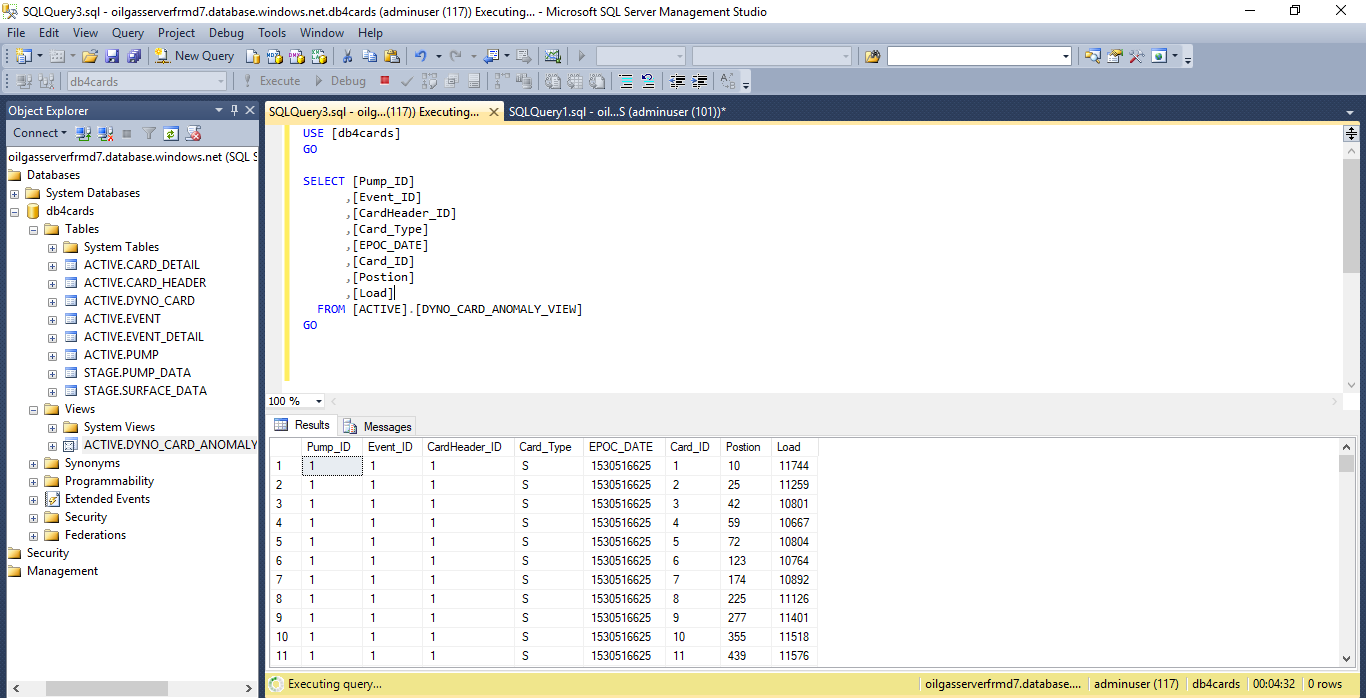 SQLQuery3.sql - oilgasserverfrmd7.database.windows.net.db4cards (adminuser (117)) Executing... - Microsoft SQL Server Management Studio
File Edit View Query Project Debug Tools Window Help
New Query
db4cards Execute Debug
Object Explorer
Connect
oilgasserverfrmd7.database.windows.net (SQL S
Databases
System Databases
db4cards
Tables
System Tables
ACTIVE.CARD_DETAIL
ACTIVE.CARD_HEADER
ACTIVE.DYNO_CARD
ACTIVE.EVENT
ACTIVE.EVENT_DETAIL
ACTIVE.PUMP
STAGE.PUMP_DATA
STAGE.SURFACE_DATA
Views
System Views
ACTIVE.DYNO_CARD_ANOMALY
Synonyms
Programmability
Extended Events
Security
Federations
Security
Management
SQLQuery3.sql - oilg...(117)) Executing... SQLQuery1.sql - oil...S (adminuser (101))*
USE [db4cards]
GO
SELECT [Pump_ID]
,[Event_ID]
,[CardHeader_ID]
,[Card_Type]
,[EPOC_DATE]
,[Card_ID]
,[Postion]
,[Load]
FROM [ACTIVE].[DYNO_CARD_ANOMALY_VIEW]
GO
100 %
Results Messages
Pump_ID Event_ID CardHeader_ID Card_Type EPOC_DATE Card_ID Postion Load
1 1 1 1 S 1530516625 1 10 11744
2 1 1 1 S 1530516625 2 25 11259
3 1 1 1 S 1530516625 3 42 10801
4 1 1 1 S 1530516625 4 59 10667
5 1 1 1 S 1530516625 5 72 10804
6 1 1 1 S 1530516625 6 123 10764
7 1 1 1 S 1530516625 7 174 10892
8 1 1 1 S 1530516625 8 225 11126
9 1 1 1 S 1530516625 9 277 11401
10 1 1 1 S 1530516625 10 355 11518
11 1 1 1 S 1530516625 11 439 11576
Executing query... oilgasserverfrmd7.database.... adminuser (117) db4cards 00:04:32 0 rows